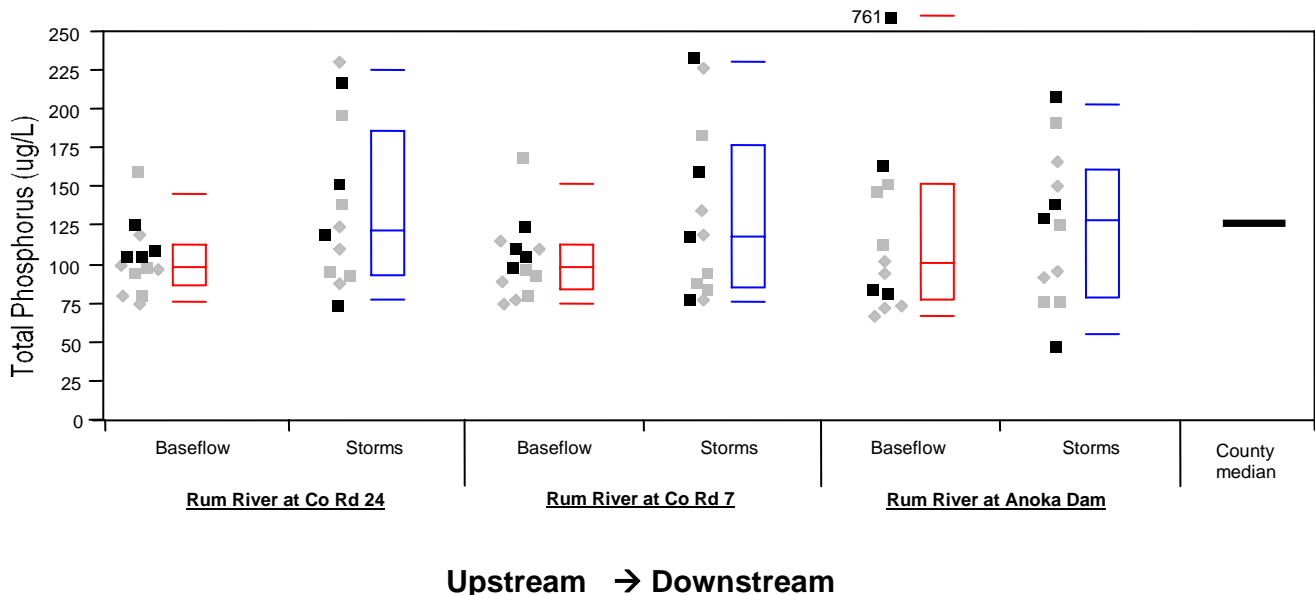 761
250
225
200
175
150
125
100
75
50
25
0
Total Phosphorus (ug/L)
Baseflow Storms Baseflow Storms Baseflow Storms County
median
Rum River at Co Rd 24 Rum River at Co Rd 7 Rum River at Anoka Dam
Upstream → Downstream